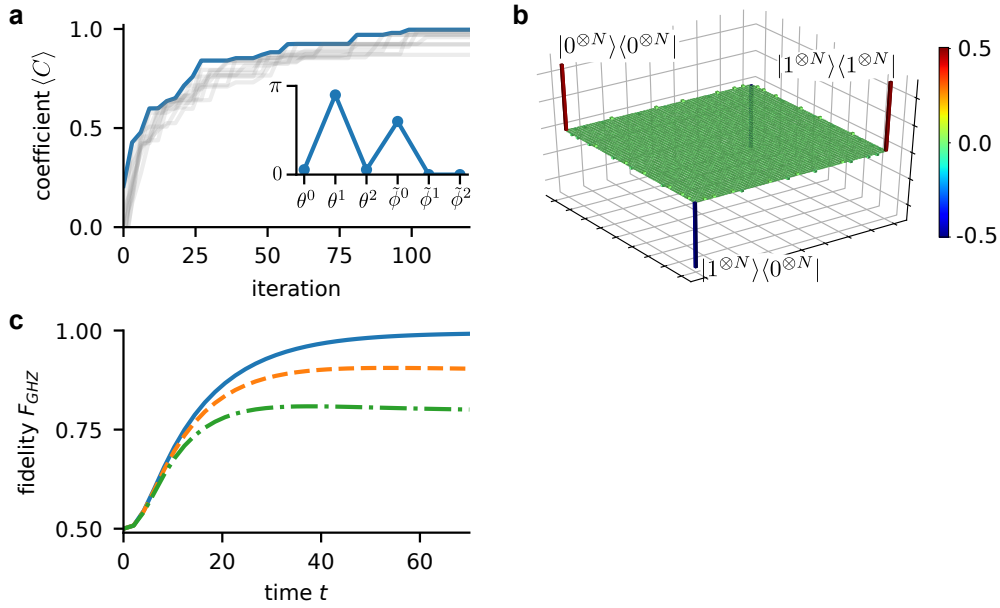 a
1.0
0.5
0.0
coefficient ⟨C⟩
0
25
50
75
100
iteration
π
0
θ⁰ θ¹ θ² ϕ̃⁰ ϕ̃¹ ϕ̃²
b
|0^{⊗N}⟩⟨0^{⊗N}|
|1^{⊗N}⟩⟨1^{⊗N}|
|1^{⊗N}⟩⟨0^{⊗N}|
0.5
0.0
-0.5
c
1.00
0.75
0.50
fidelity F_{GHZ}
0
20
40
60
time t